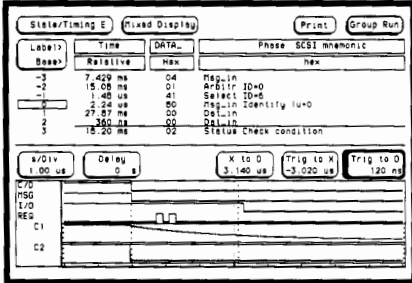 State/Timing E Mixed Display Print Group Run
Label> Time DATA_ Phase SCSI mnemonic
Base> Relative Hex hex
-3 7.429 ms 04 Msg_in
-2 15.08 ms 01 Arbitr ID=0
-1 1.48 us 41 Select ID=6
0 2.24 us 80 Msg_in Identify lu=0
1 27.87 ms 00 Dat_in
2 360 ns 00 Dat_in
3 18.20 ms 02 Status Check condition
s/Div Delay X to O Trig to X Trig to O
1.00 us 0 s 3.140 us -3.020 us 120 ns
C/D
MSG
I/O
REQ
C1
C2